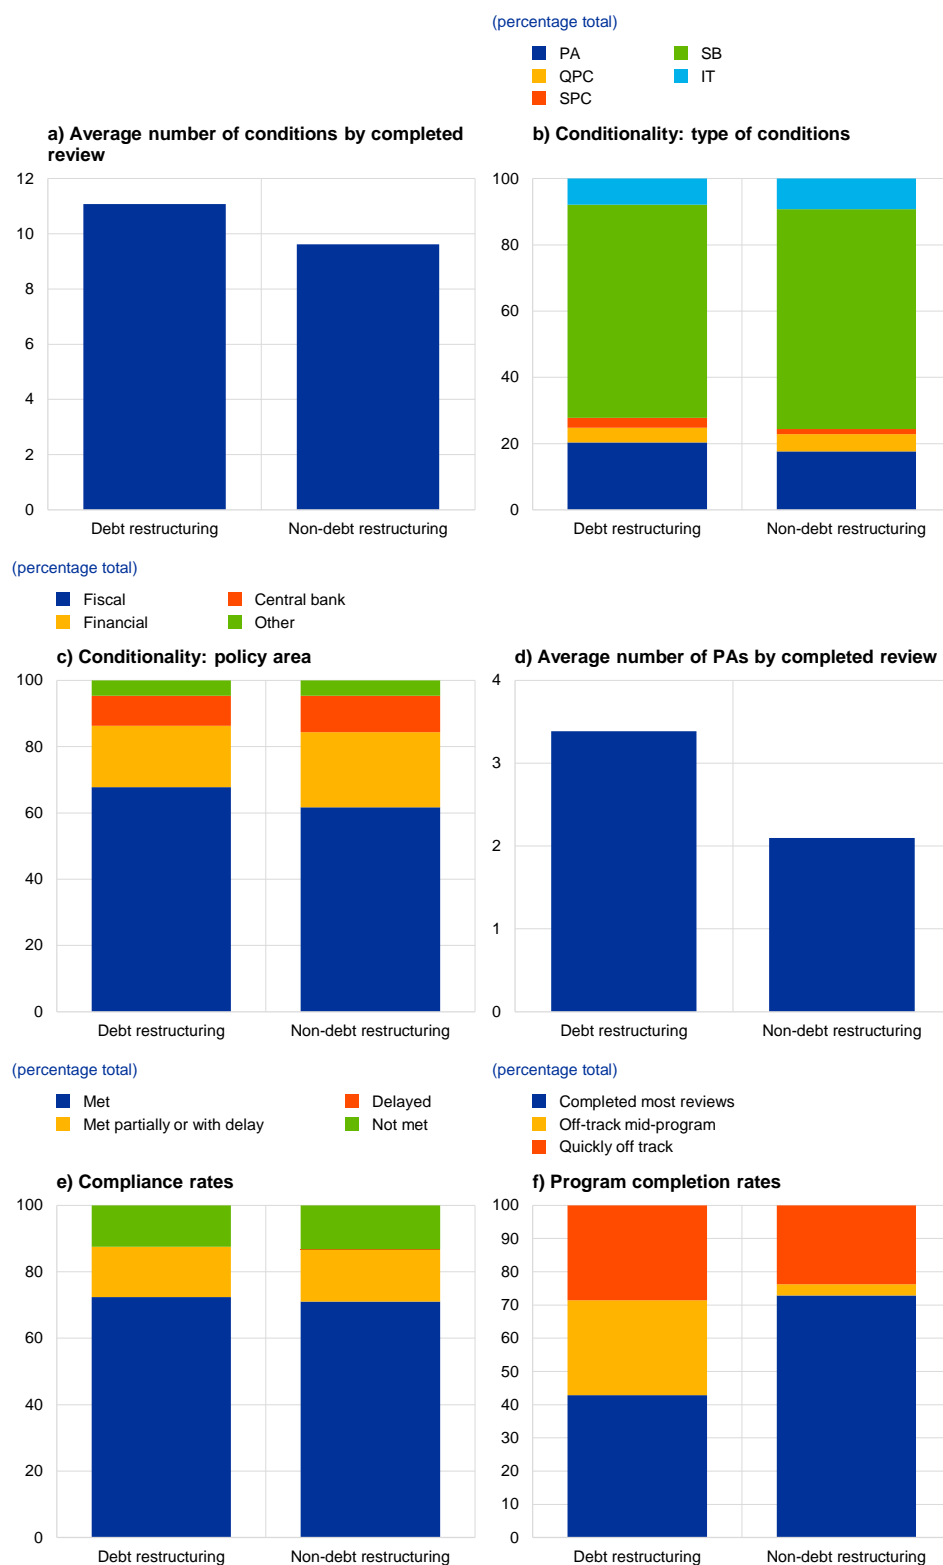 (percentage total)
PA
SB
QPC
IT
SPC
a) Average number of conditions by completed
review
12
10
8
6
4
2
0
Debt restructuring
Non-debt restructuring
b) Conditionality: type of conditions
100
80
60
40
20
0
Debt restructuring
Non-debt restructuring
(percentage total)
Fiscal
Central bank
Financial
Other
c) Conditionality: policy area
100
80
60
40
20
0
Debt restructuring
Non-debt restructuring
d) Average number of PAs by completed review
4
3
2
1
0
Debt restructuring
Non-debt restructuring
(percentage total)
Met
Delayed
Met partially or with delay
Not met
e) Compliance rates
100
80
60
40
20
0
Debt restructuring
Non-debt restructuring
(percentage total)
Completed most reviews
Off-track mid-program
Quickly off track
f) Program completion rates
100
90
80
70
60
50
40
30
20
10
0
Debt restructuring
Non-debt restructuring